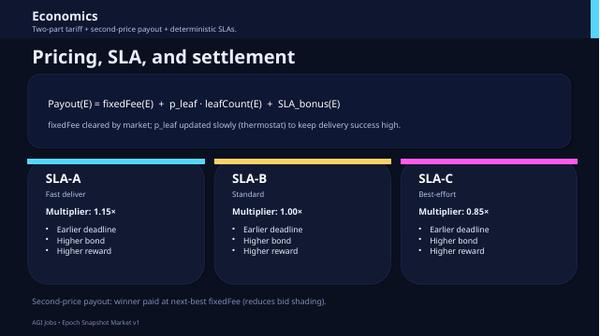 Economics
Two-part tariff + second-price payout + deterministic SLAs.
Pricing, SLA, and settlement
Payout(E) = fixedFee(E) + p_leaf · leafCount(E) + SLA_bonus(E)
fixedFee cleared by market; p_leaf updated slowly (thermostat) to keep delivery success high.
SLA-A
Fast deliver
Multiplier: 1.15×
• Earlier deadline
• Higher bond
• Higher reward
SLA-B
Standard
Multiplier: 1.00×
• Earlier deadline
• Higher bond
• Higher reward
SLA-C
Best-effort
Multiplier: 0.85×
• Earlier deadline
• Higher bond
• Higher reward
Second-price payout: winner paid at next-best fixedFee (reduces bid shading).
AGI Jobs • Epoch Snapshot Market v1